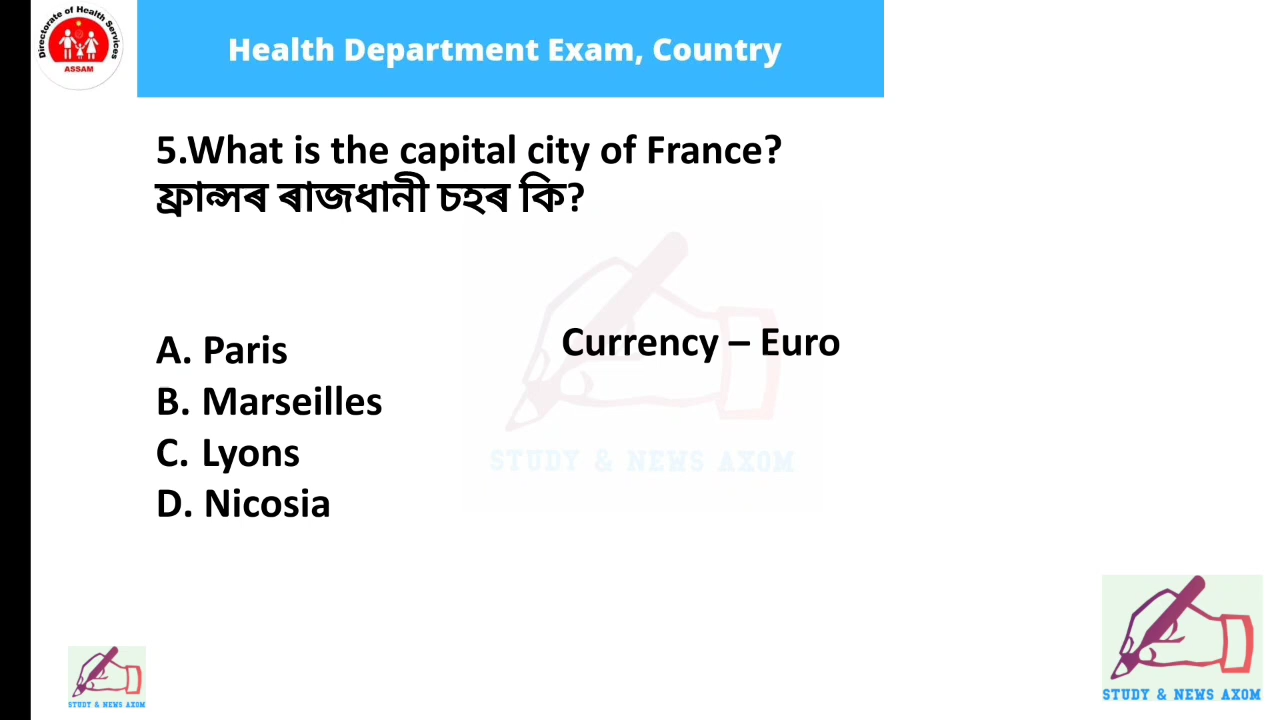 Directorate of Health Services
ASSAM
Health Department Exam, Country
5.What is the capital city of France?
ফ্ৰান্সৰ ৰাজধানী চহৰ কি?
A. Paris
Currency – Euro
B. Marseilles
C. Lyons
D. Nicosia
STUDY & NEWS AXOM
STUDY & NEWS AXOM
STUDY & NEWS AXOM